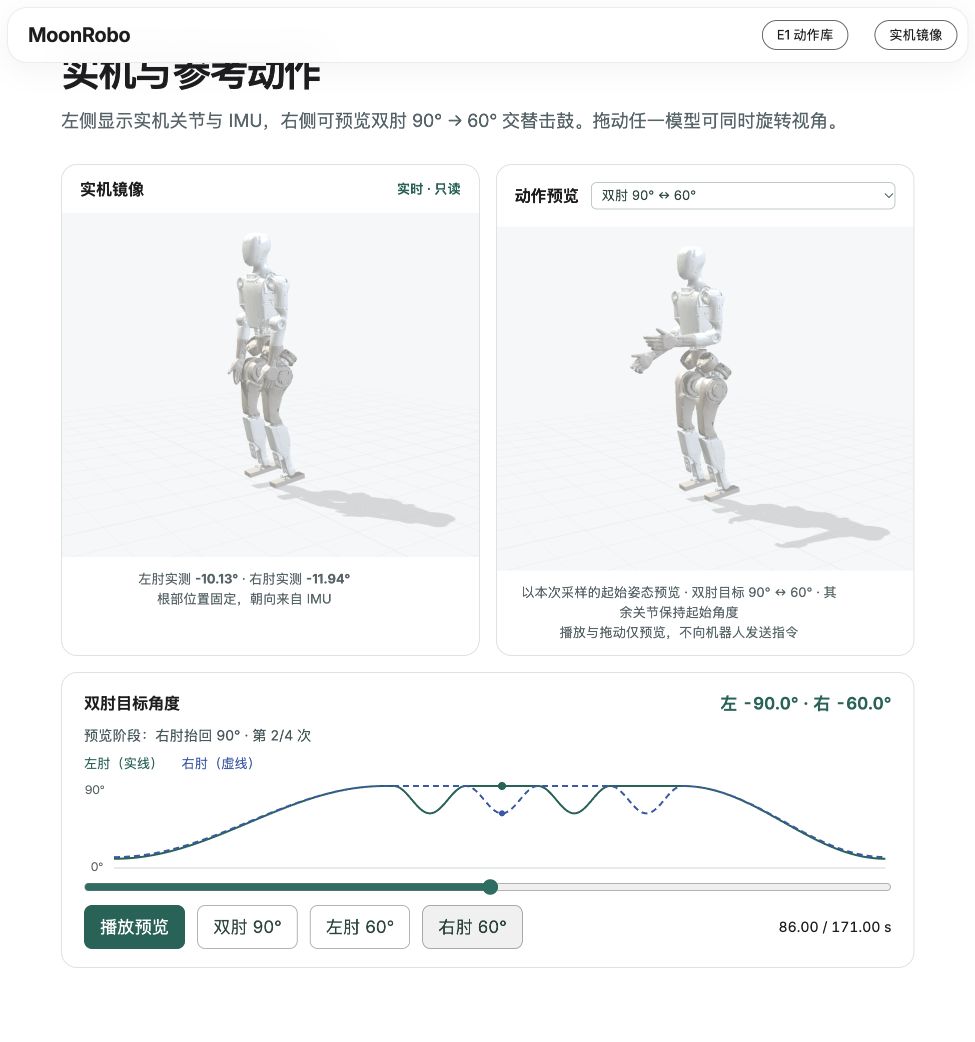 MoonRobo
E1 动作库
实机镜像
实机与参考动作
左侧显示实机关节与 IMU，右侧可预览双肘 90° → 60° 交替击鼓。拖动任一模型可同时旋转视角。
实机镜像
实时 · 只读
动作预览
双肘 90° ↔ 60°
左肘实测 -10.13° · 右肘实测 -11.94°
根部位置固定，朝向来自 IMU
以本次采样的起始姿态预览 · 双肘目标 90° ↔ 60° · 其
余关节保持起始角度
播放与拖动仅预览，不向机器人发送指令
双肘目标角度
左 -90.0° · 右 -60.0°
预览阶段：右肘抬回 90° · 第 2/4 次
左肘（实线）
右肘（虚线）
90°
0°
播放预览
双肘 90°
左肘 60°
右肘 60°
86.00 / 171.00 s